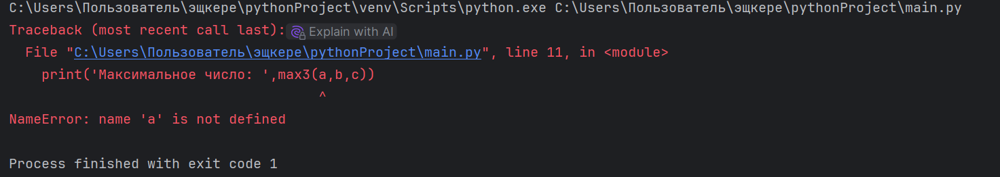 C:\Users\Пользователь\эщкере\pythonProject\venv\Scripts\python.exe C:\Users\Пользователь\эщкере\pythonProject\main.py
Traceback (most recent call last): Explain with AI
  File "C:\Users\Пользователь\эщкере\pythonProject\main.py", line 11, in <module>
    print('Максимальное число: ',max3(a,b,c))
                                      ^
NameError: name 'a' is not defined
Process finished with exit code 1